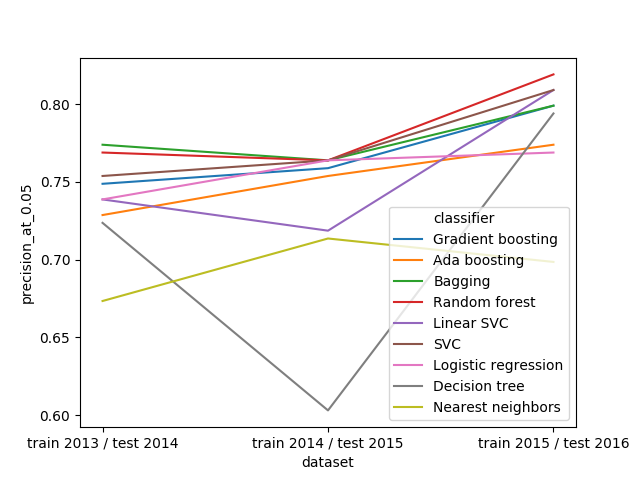 0.80
0.75
0.70
0.65
0.60
precision_at_0.05
classifier
Gradient boosting
Ada boosting
Bagging
Random forest
Linear SVC
SVC
Logistic regression
Decision tree
Nearest neighbors
train 2013 / test 2014
train 2014 / test 2015
train 2015 / test 2016
dataset